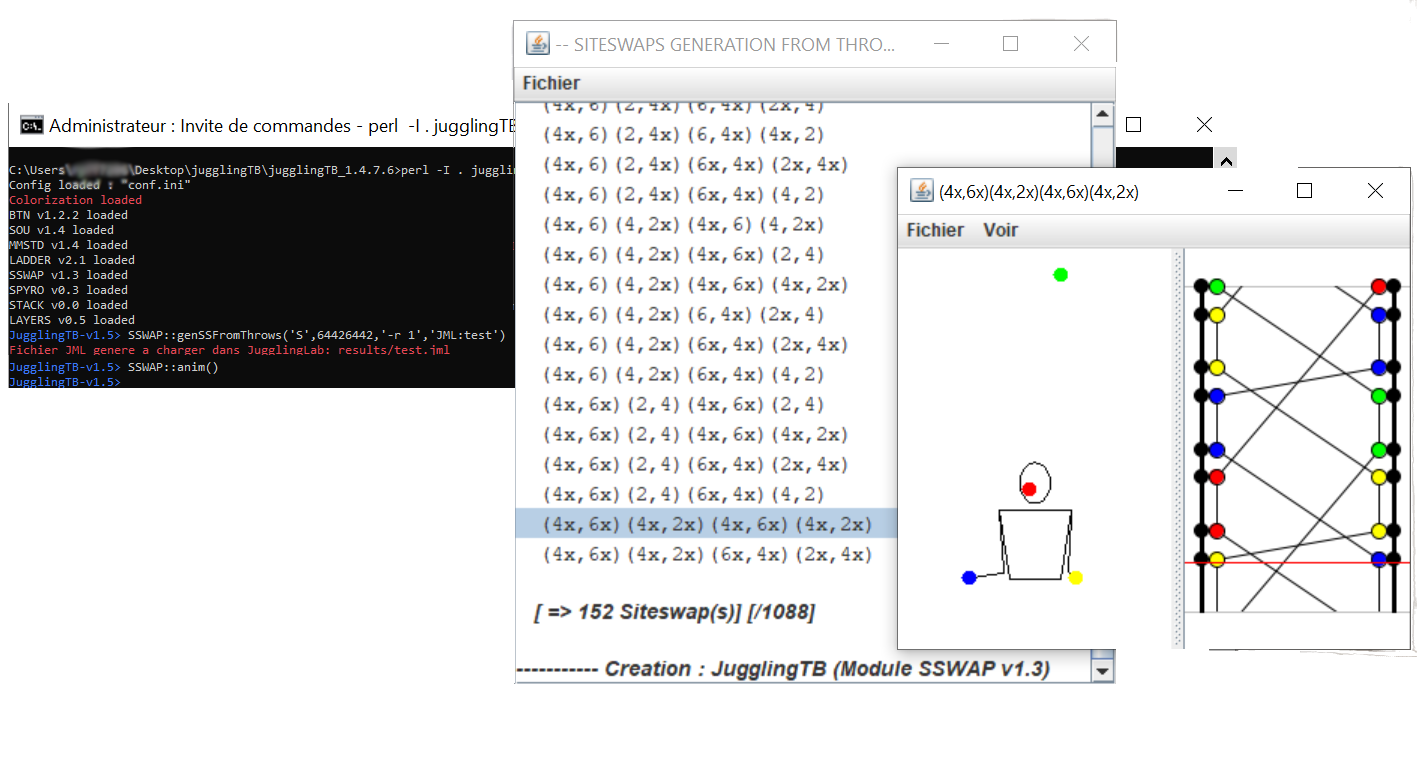 Administrateur : Invite de commandes - perl -I . jugglingTB
C:\Users\ \Desktop\jugglingTB\jugglingTB_1.4.7.6>perl -I . juggli
Config loaded : "conf.ini"
Colorization loaded
BTN v1.2.2 loaded
SOU v1.4 loaded
MMSTD v1.4 loaded
LADDER v2.1 loaded
SSWAP v1.3 loaded
SPYRO v0.3 loaded
STACK v0.0 loaded
LAYERS v0.5 loaded
JugglingTB-v1.5> SSWAP::genSSFromThrows('S',64426442,'-r 1','JML:test')
Fichier JML genere a charger dans JugglingLab: results/test.jml
JugglingTB-v1.5> SSWAP::anim()
JugglingTB-v1.5>
-- SITESWAPS GENERATION FROM THRO...
Fichier
(4x,6)(2,4x)(6,4x)(2x,4)
(4x,6)(2,4x)(6,4x)(4x,2)
(4x,6)(2,4x)(6x,4x)(2x,4x)
(4x,6)(2,4x)(6x,4x)(4,2)
(4x,6)(4,2x)(4x,6)(4,2x)
(4x,6)(4,2x)(4x,6x)(2,4)
(4x,6)(4,2x)(4x,6x)(4x,2x)
(4x,6)(4,2x)(6,4x)(2x,4)
(4x,6)(4,2x)(6x,4x)(2x,4x)
(4x,6)(4,2x)(6x,4x)(4,2)
(4x,6x)(2,4)(4x,6x)(2,4)
(4x,6x)(2,4)(4x,6x)(4x,2x)
(4x,6x)(2,4)(6x,4x)(2x,4x)
(4x,6x)(2,4)(6x,4x)(4,2)
(4x,6x)(4x,2x)(4x,6x)(4x,2x)
(4x,6x)(4x,2x)(6x,4x)(2x,4x)
[ => 152 Siteswap(s)] [/1088]
----------- Creation : JugglingTB (Module SSWAP v1.3)
(4x,6x)(4x,2x)(4x,6x)(4x,2x)
Fichier Voir